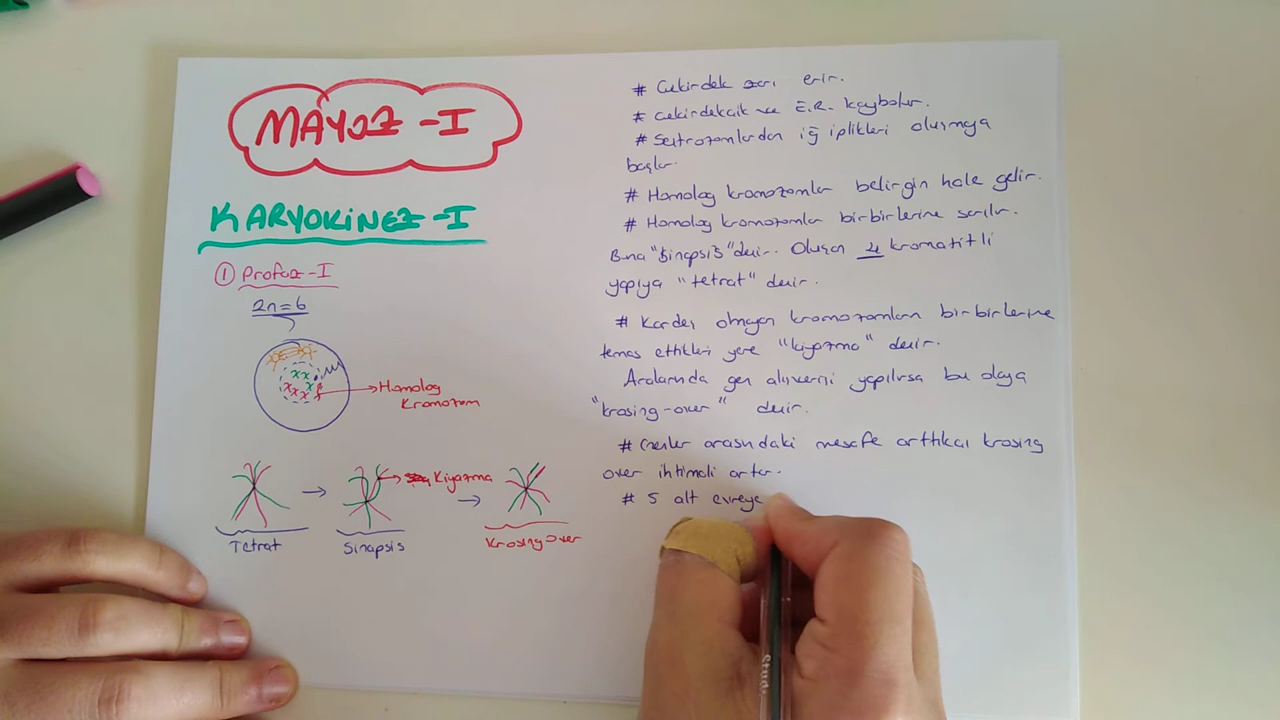 MAYOZ-I
KARYOKİNEZ-I
① Profaz-I
2n=6
Homolog
Kromozom
Kiyazma
Tetrat
Sinapsis
Krosing Over
# Çekirdek zarı erir.
# Çekirdekcik ve E.R. kaybolur.
# Sentrozomlardan iğ iplikleri oluşmaya
başlar.
# Homolog kromozomlar belirgin hale gelir.
# Homolog kromozomlar birbirlerine sarılır.
Buna "Sinapsis" denir. Oluşan 4 kromatitli
yapıya "tetrat" denir.
# Kardeş olmayan kromozomların birbirlerine
temas ettikleri yere "kiyazma" denir.
Aralarında gen alışverişi yapılırsa bu olaya
"krosing-over" denir.
# Genler arasındaki mesafe arttıkça krosing
over ihtimali artar.
# 5 alt evreye